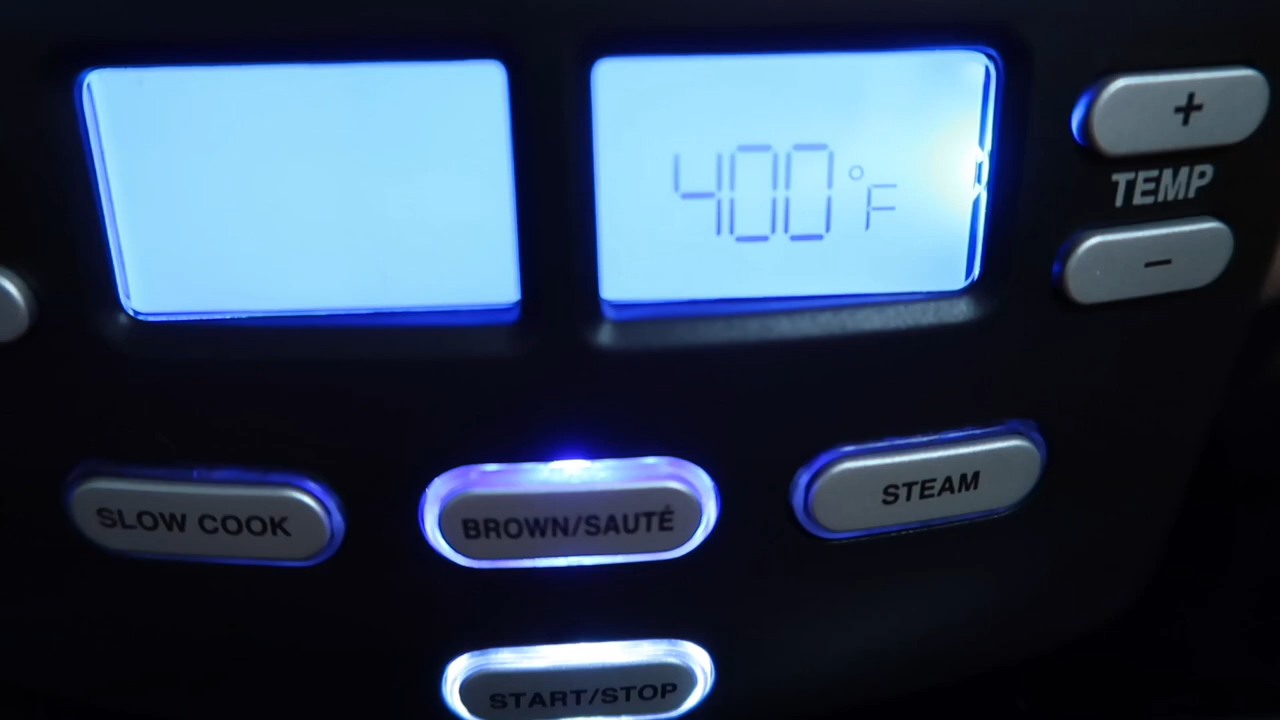 400°F
+
TEMP
−
SLOW COOK
BROWN/SAUTÉ
STEAM
START/STOP